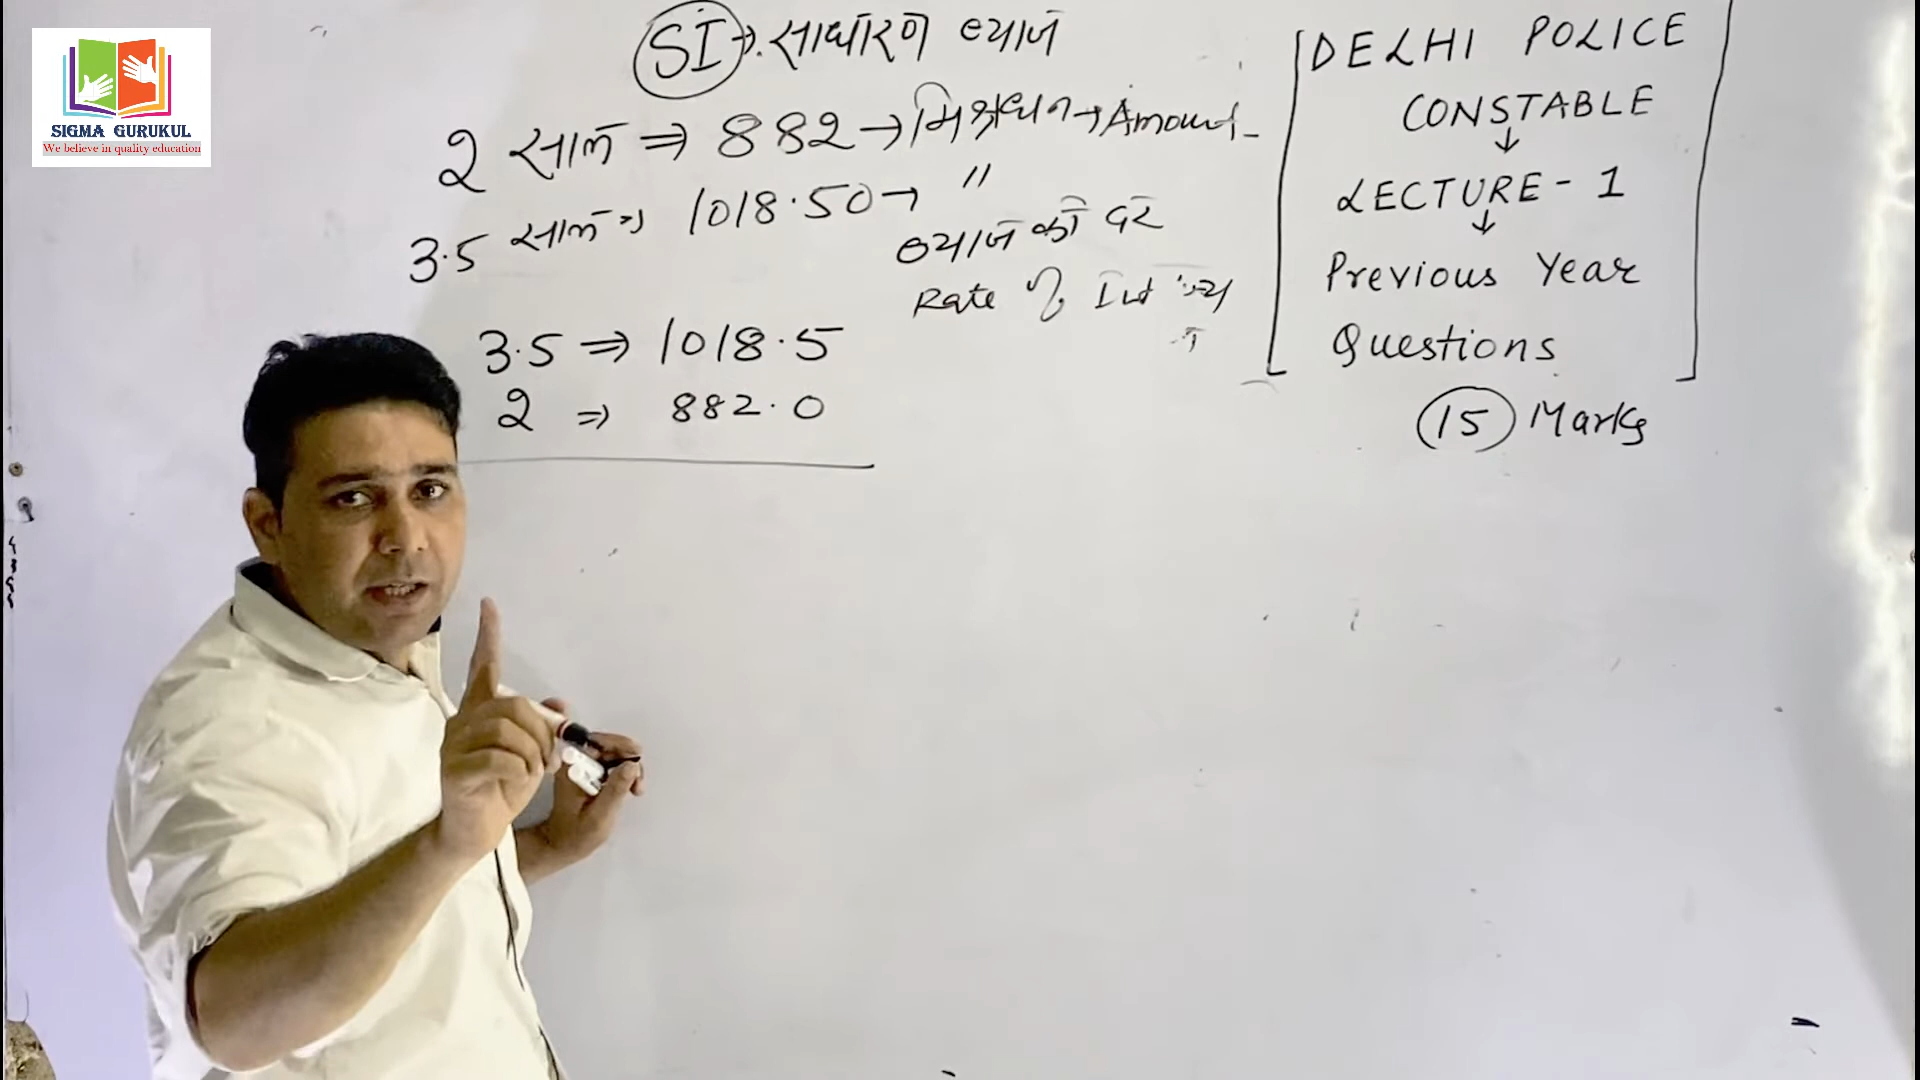 SIGMA GURUKUL
We believe in quality education
SI → साधारण ब्याज
2 साल ⇒ 882 → मिश्रधन → Amount
3.5 साल ⇒ 1018.50 → "
ब्याज की दर
Rate of Int
3.5 ⇒ 1018.5
2 ⇒ 882.0
DELHI POLICE
CONSTABLE
↓
LECTURE - 1
↓
Previous Year
Questions
15 Marks